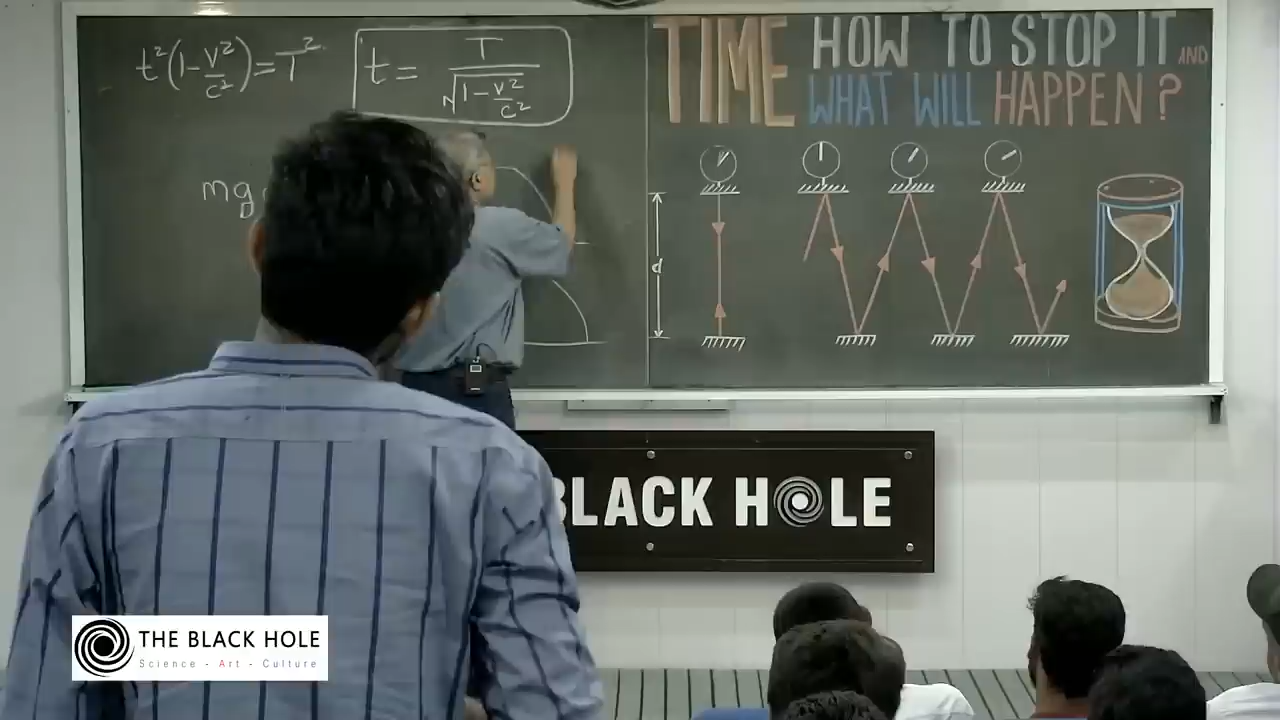 t²(1-v²/c²)=T²
t = T/√(1-v²/c²)
mg
TIME HOW TO STOP IT AND
WHAT WILL HAPPEN?
d
BLACK HOLE
THE BLACK HOLE
Science - Art - Culture